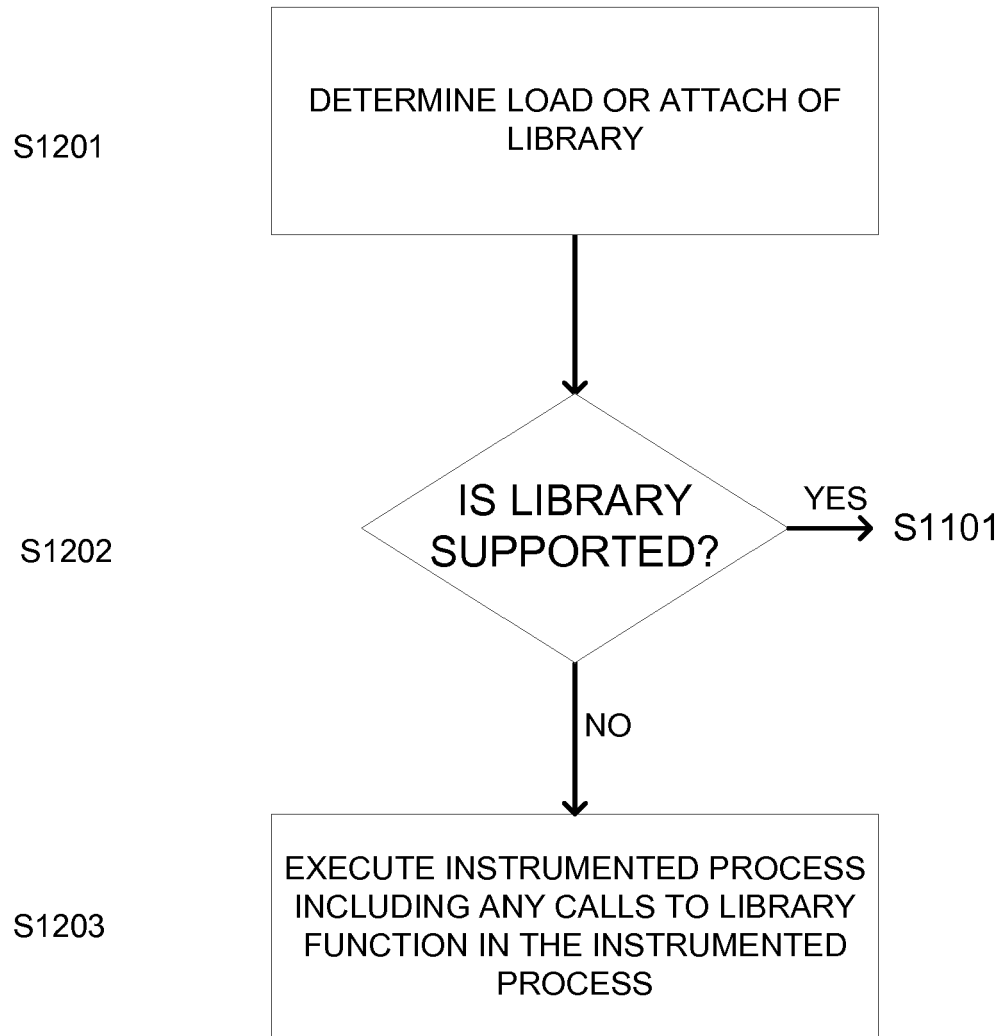 DETERMINE LOAD OR ATTACH OF
LIBRARY
S1201
IS LIBRARY
SUPPORTED?
YES
S1101
S1202
NO
EXECUTE INSTRUMENTED PROCESS
INCLUDING ANY CALLS TO LIBRARY
FUNCTION IN THE INSTRUMENTED
PROCESS
S1203